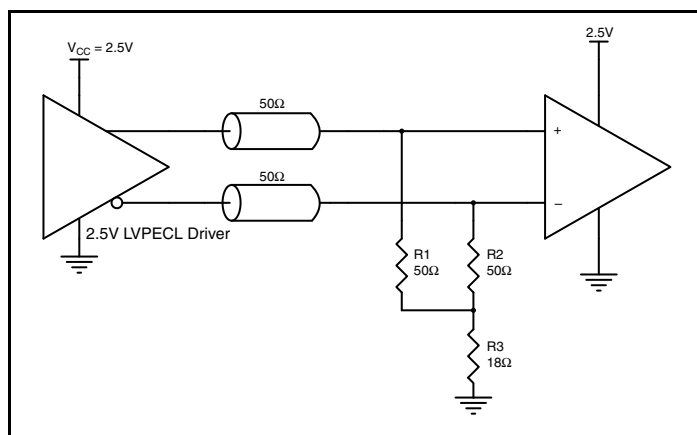 V_CC = 2.5V
2.5V
50Ω
+
50Ω
–
2.5V LVPECL Driver
R1
50Ω
R2
50Ω
R3
18Ω